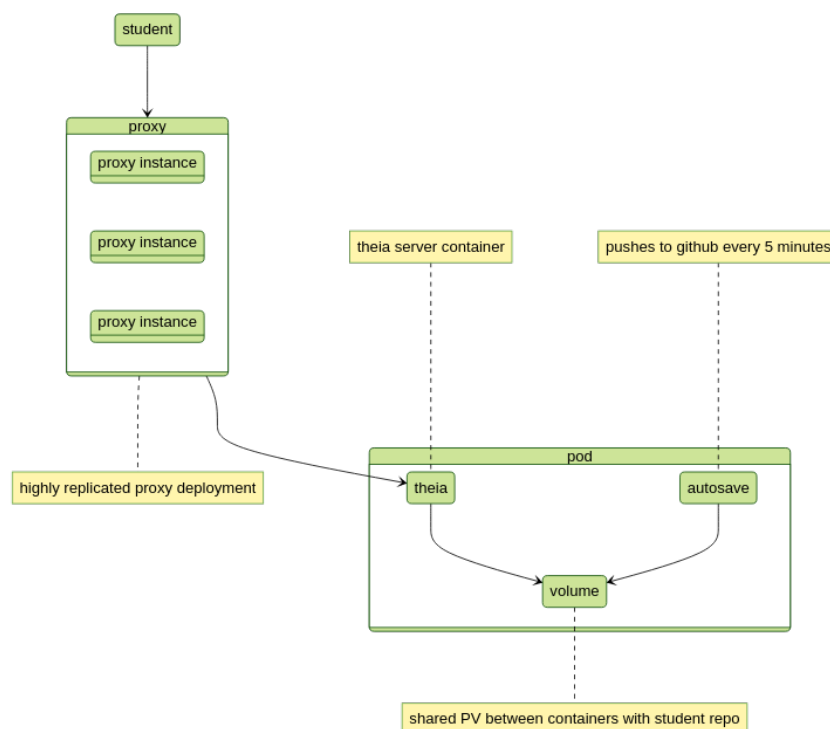 student
proxy
proxy instance
proxy instance
proxy instance
theia server container
pushes to github every 5 minutes
highly replicated proxy deployment
pod
theia
autosave
volume
shared PV between containers with student repo